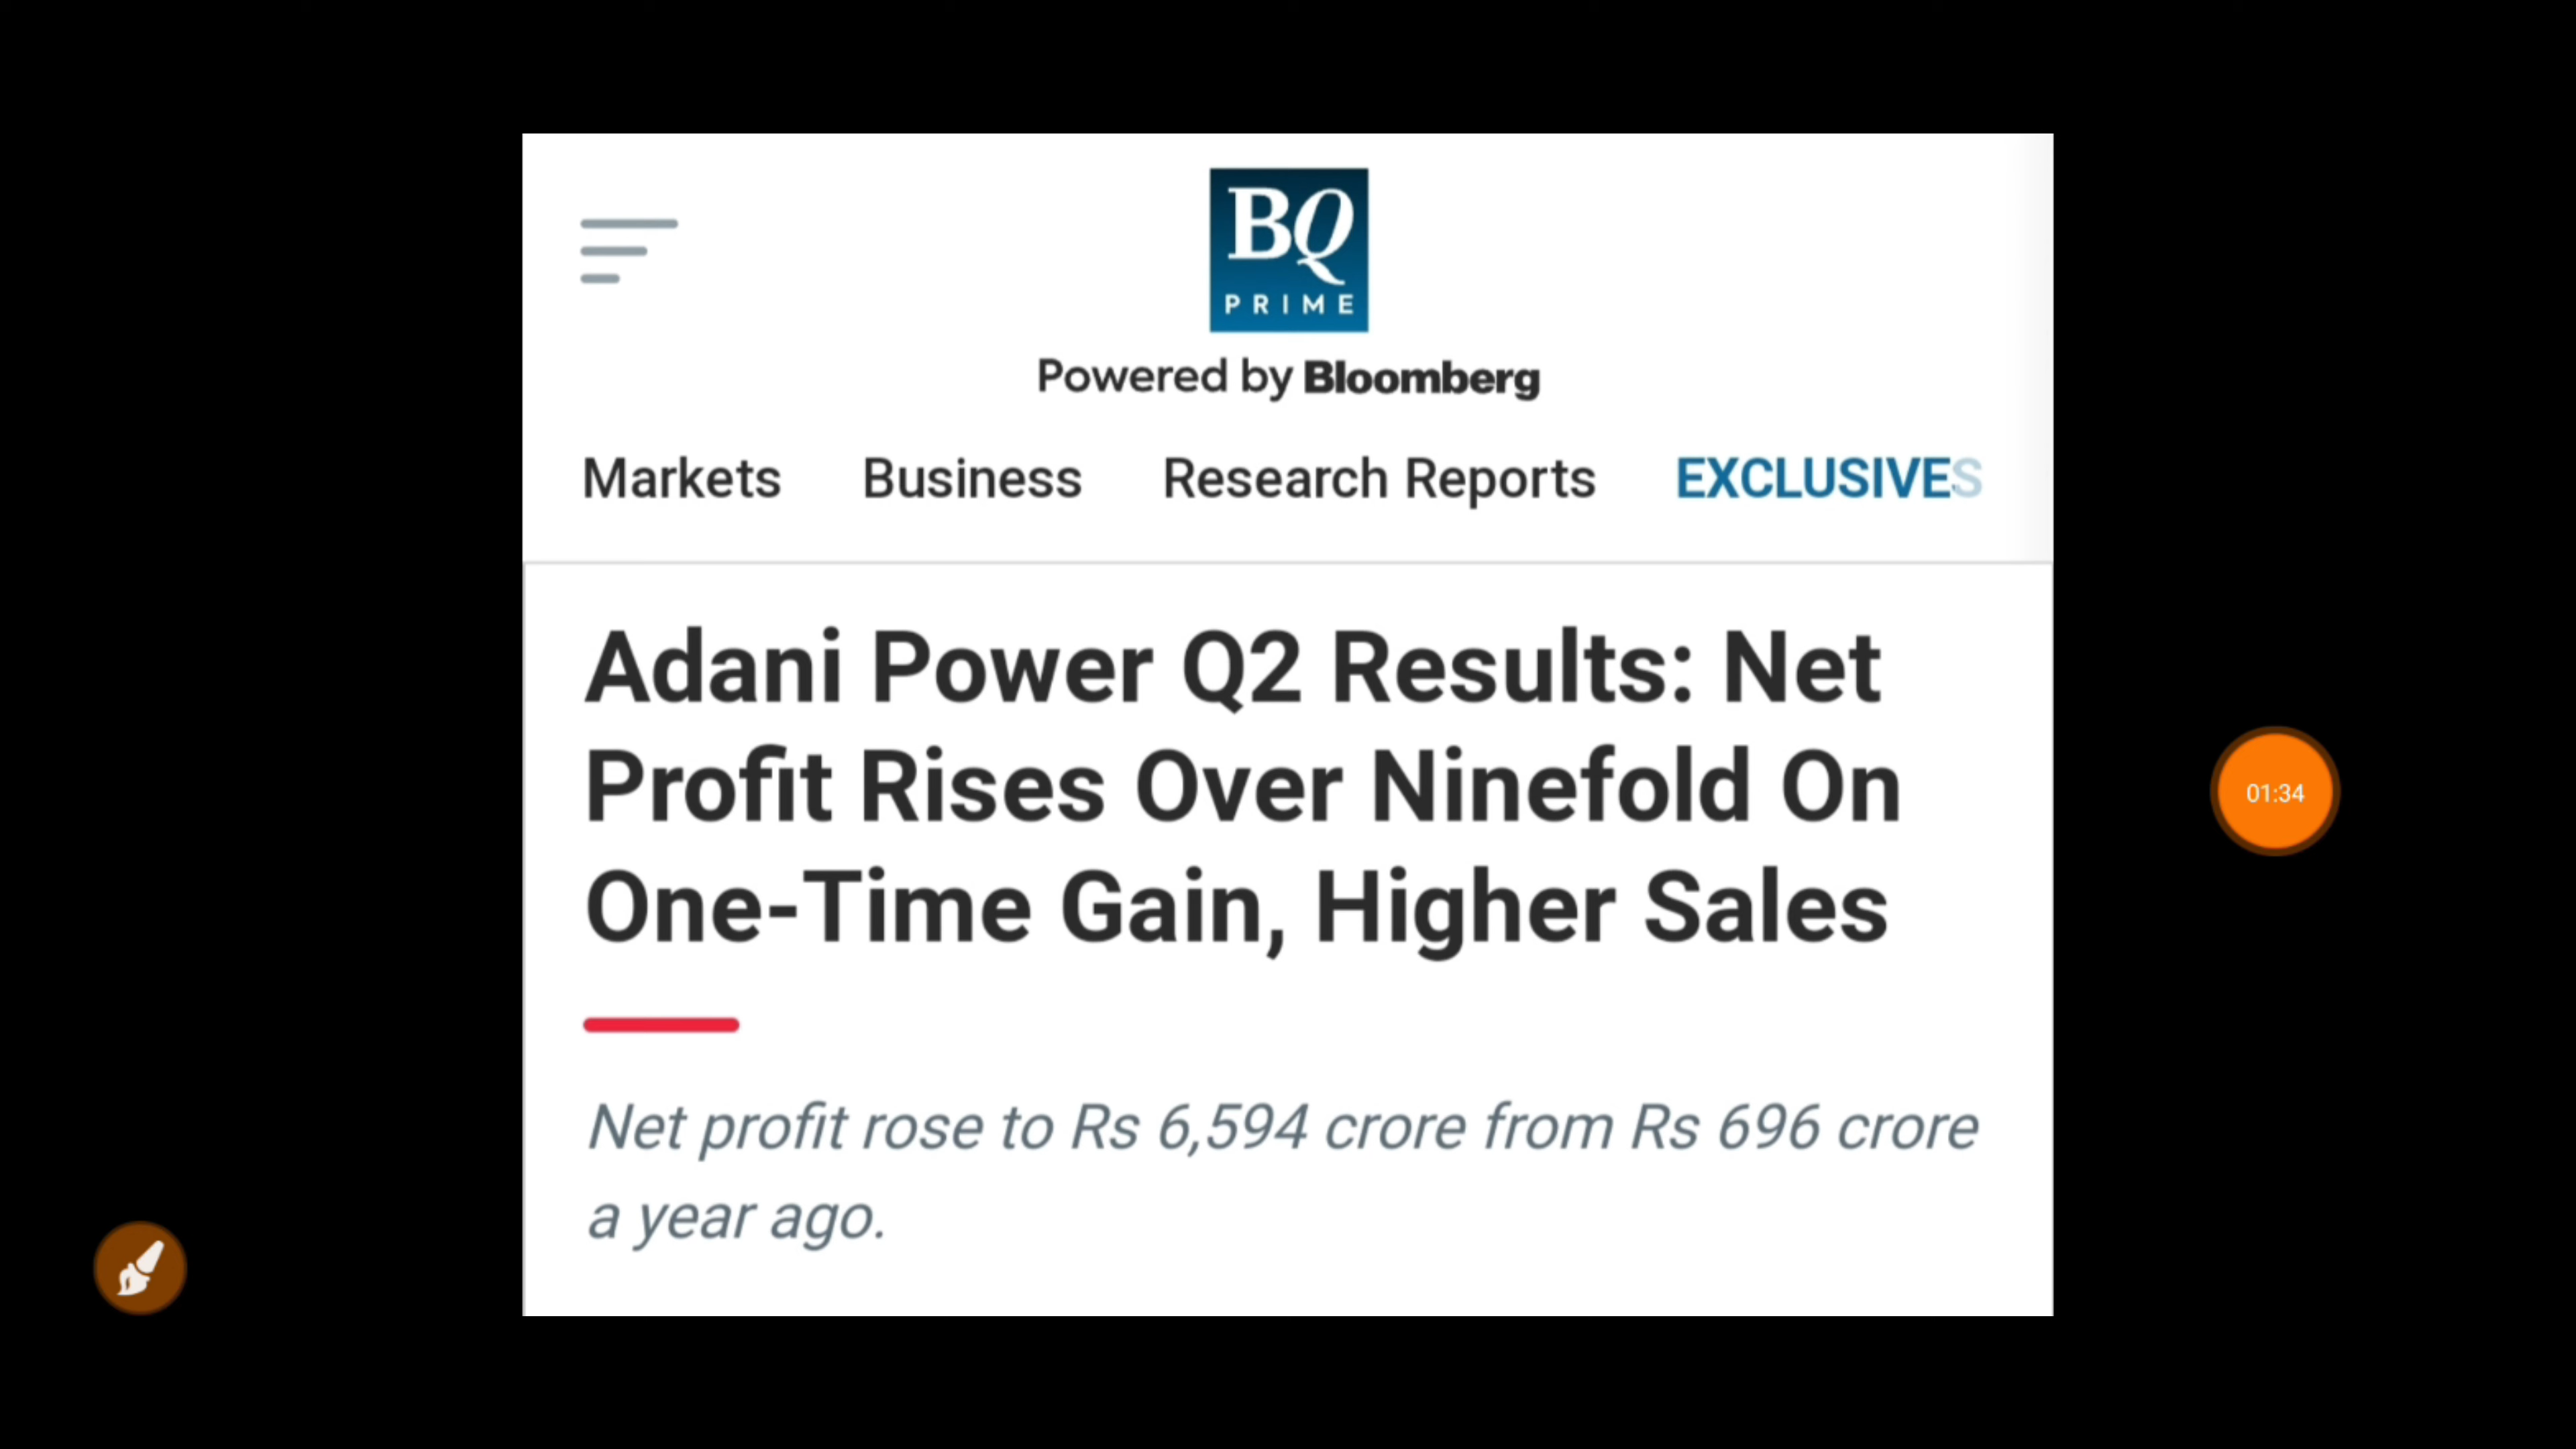 BQ
PRIME
Powered by Bloomberg
Markets Business Research Reports EXCLUSIVES
Adani Power Q2 Results: Net
Profit Rises Over Ninefold On
One-Time Gain, Higher Sales
Net profit rose to Rs 6,594 crore from Rs 696 crore
a year ago.
01:34